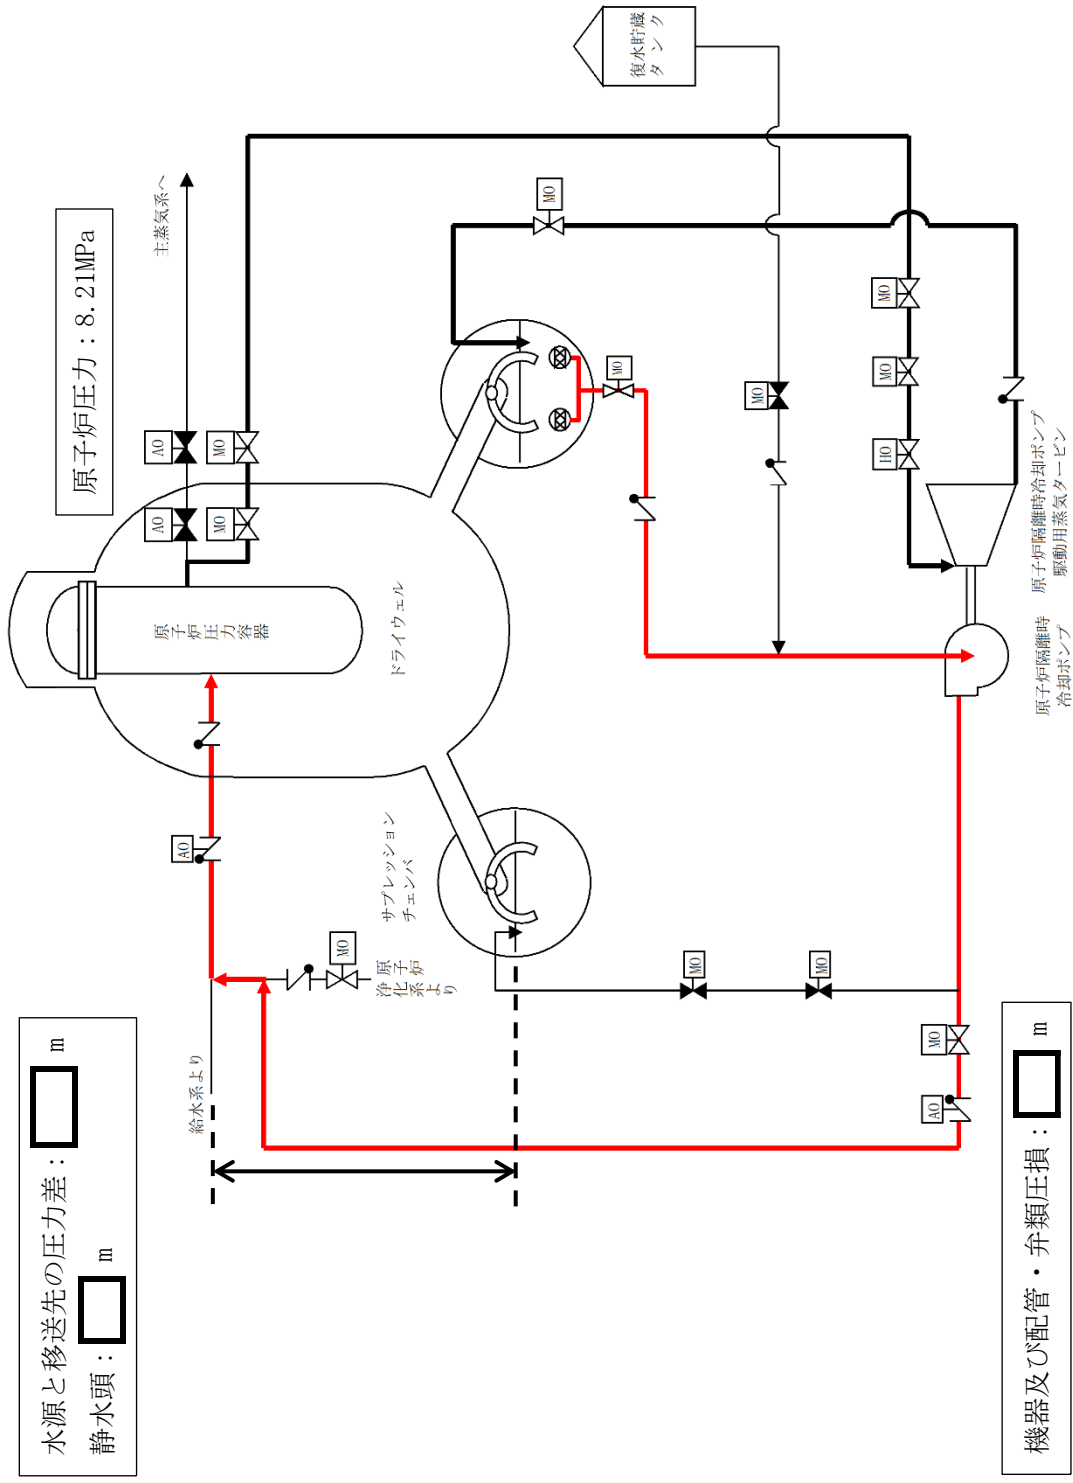 復水貯蔵
タンク
主蒸気系へ
原子炉圧力：8.21MPa
MO
AO
MO
AO
MO
MO
MO
MO
HO
MO
MO
原子炉圧力容器
ドライウェル
原子炉隔離時冷却ポンプ
駆動用蒸気タービン
原子炉隔離時
冷却ポンプ
AO
サプレッション
チェンバ
MO
原子炉
浄化系より
給水系より
MO
MO
MO
AO
水源と移送先の圧力差： m
静水頭： m
機器及び配管・弁類圧損： m